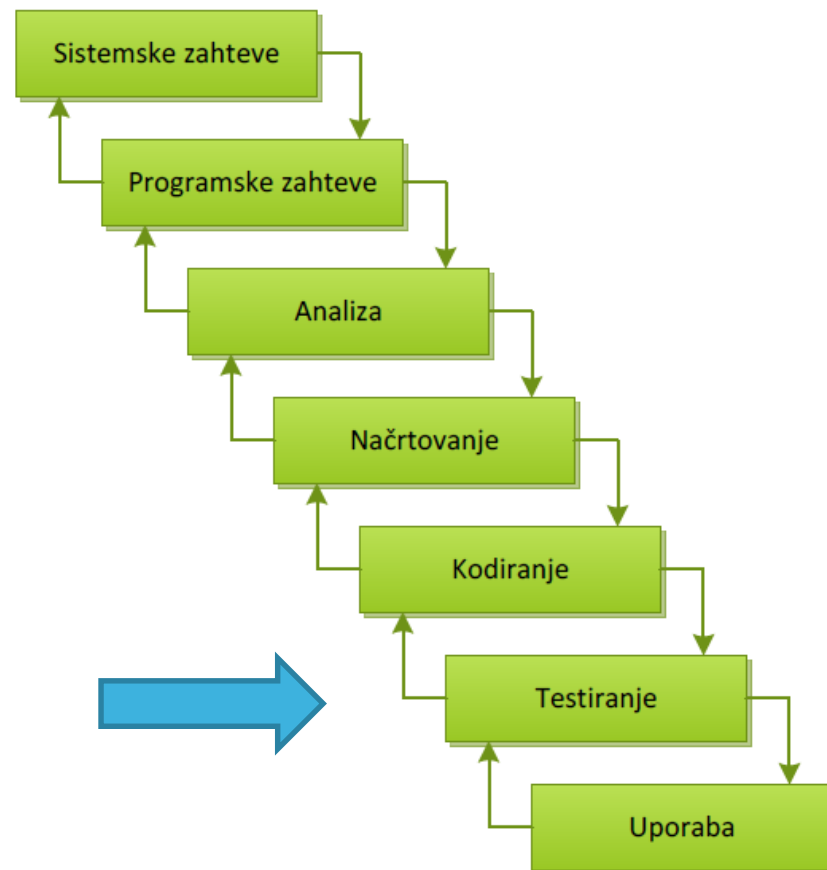 Sistemske zahteve
Programske zahteve
Analiza
Načrtovanje
Kodiranje
Testiranje
Uporaba